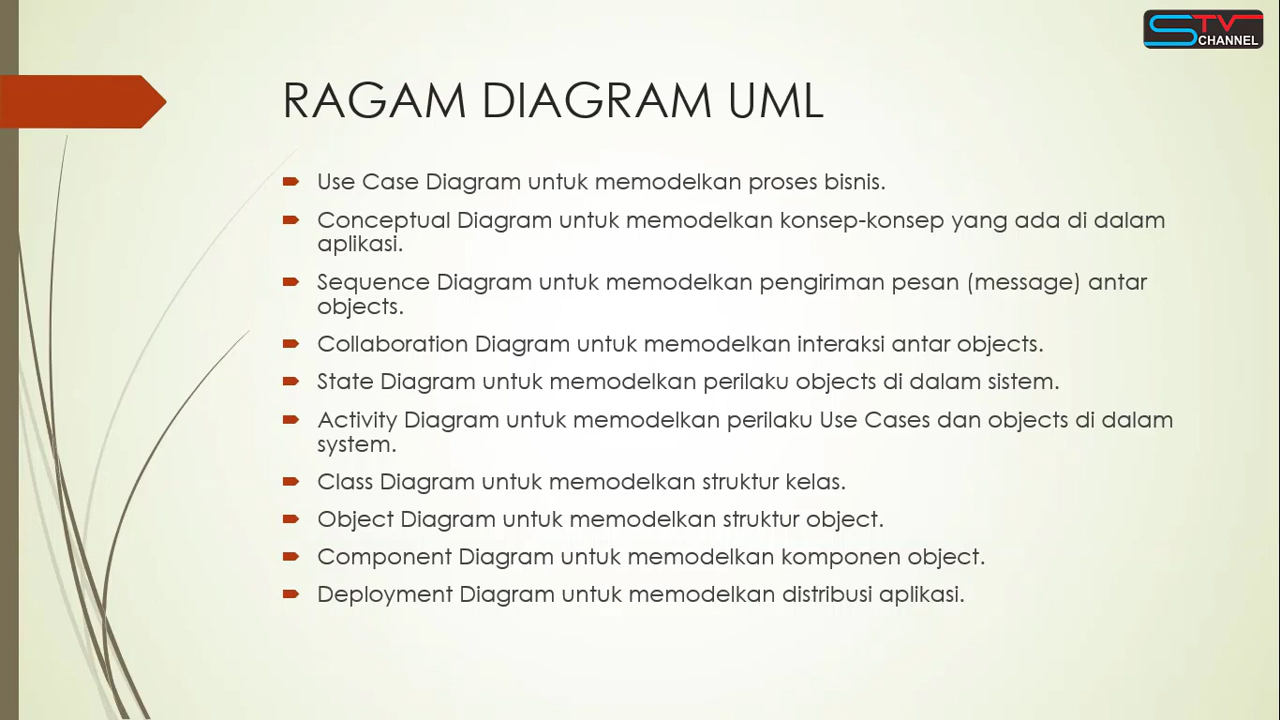 STV
CHANNEL
RAGAM DIAGRAM UML
Use Case Diagram untuk memodelkan proses bisnis.
Conceptual Diagram untuk memodelkan konsep-konsep yang ada di dalam
aplikasi.
Sequence Diagram untuk memodelkan pengiriman pesan (message) antar
objects.
Collaboration Diagram untuk memodelkan interaksi antar objects.
State Diagram untuk memodelkan perilaku objects di dalam sistem.
Activity Diagram untuk memodelkan perilaku Use Cases dan objects di dalam
system.
Class Diagram untuk memodelkan struktur kelas.
Object Diagram untuk memodelkan struktur object.
Component Diagram untuk memodelkan komponen object.
Deployment Diagram untuk memodelkan distribusi aplikasi.